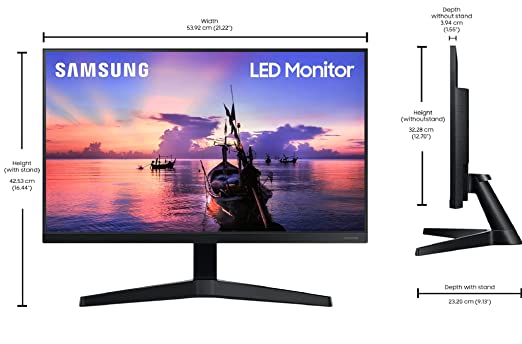 Width
53.92 cm (21.22")
Depth
without stand
3.94 cm
(1.55")
SAMSUNG
LED Monitor
Height
(with stand)
42.53 cm
(16.44")
Height
(withoutstand)
32.28 cm
(12.70")
Depth with stand
23.20 cm (9.13")